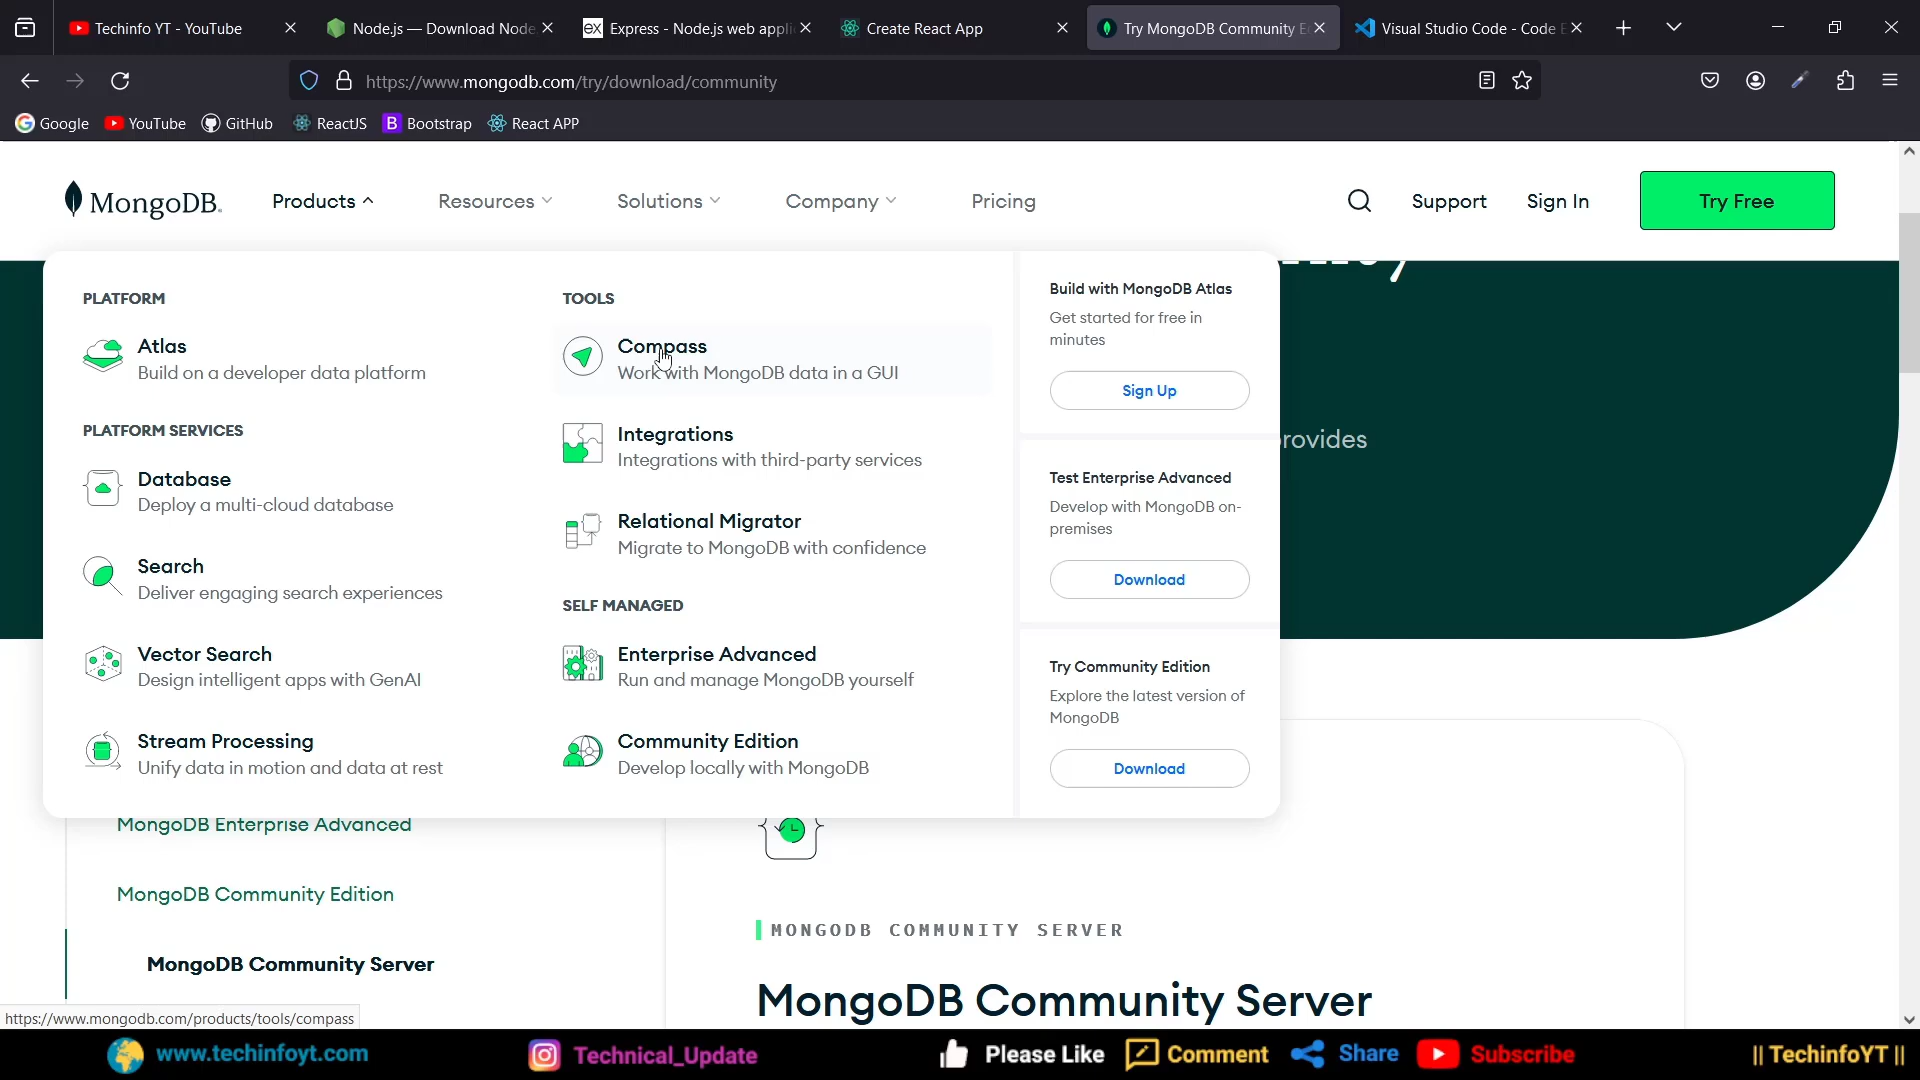 Techinfo YT - YouTube
Node.js — Download Node
Express - Node.js web appli
Create React App
Try MongoDB Community E
Visual Studio Code - Code E
https://www.mongodb.com/try/download/community
Google
YouTube
GitHub
ReactJS
Bootstrap
React APP
MongoDB.
Products
Resources
Solutions
Company
Pricing
Support
Sign In
Try Free
PLATFORM
Atlas
Build on a developer data platform
PLATFORM SERVICES
Database
Deploy a multi-cloud database
Search
Deliver engaging search experiences
Vector Search
Design intelligent apps with GenAI
Stream Processing
Unify data in motion and data at rest
TOOLS
Compass
Work with MongoDB data in a GUI
Integrations
Integrations with third-party services
Relational Migrator
Migrate to MongoDB with confidence
SELF MANAGED
Enterprise Advanced
Run and manage MongoDB yourself
Community Edition
Develop locally with MongoDB
Build with MongoDB Atlas
Get started for free in
minutes
Sign Up
Test Enterprise Advanced
Develop with MongoDB on-
premises
Download
Try Community Edition
Explore the latest version of
MongoDB
Download
rovides
MongoDB Enterprise Advanced
MongoDB Community Edition
MongoDB Community Server
MONGODB COMMUNITY SERVER
MongoDB Community Server
https://www.mongodb.com/products/tools/compass
www.techinfoyt.com
Technical_Update
Please Like
Comment
Share
Subscribe
|| TechinfoYT ||